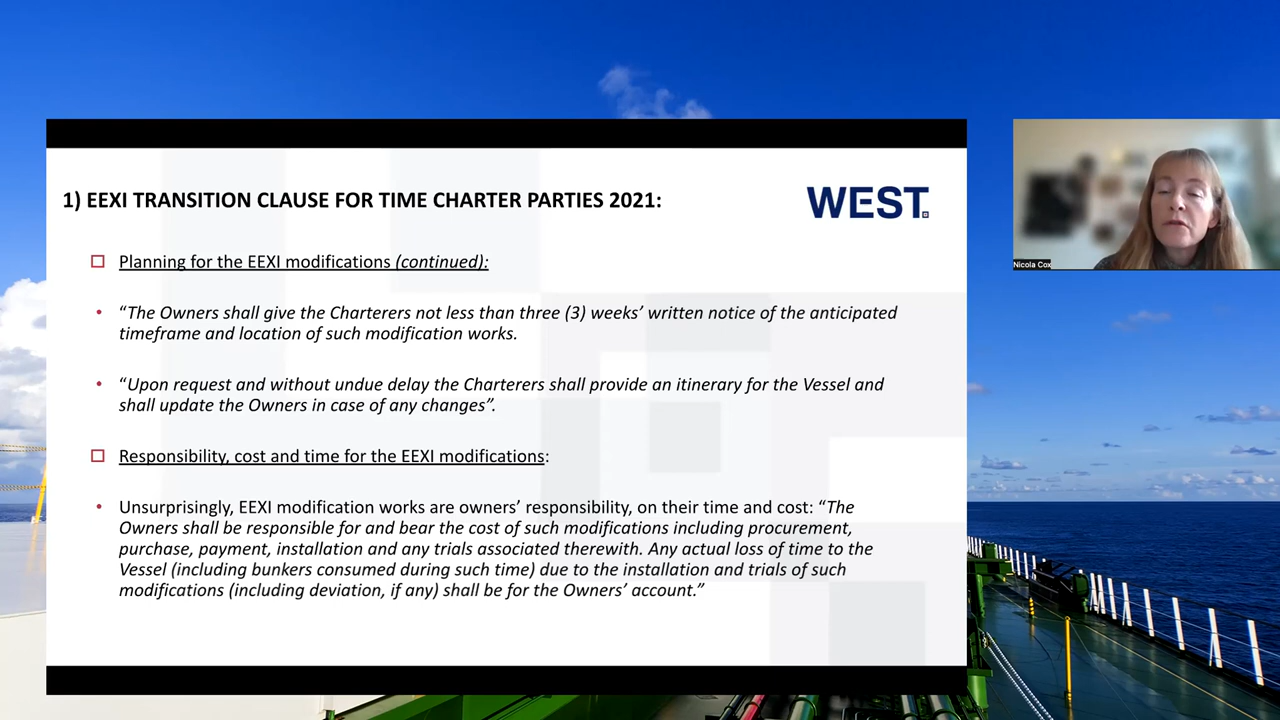 1) EEXI TRANSITION CLAUSE FOR TIME CHARTER PARTIES 2021:
WEST.
Planning for the EEXI modifications (continued):
• “The Owners shall give the Charterers not less than three (3) weeks’ written notice of the anticipated
timeframe and location of such modification works.
• “Upon request and without undue delay the Charterers shall provide an itinerary for the Vessel and
shall update the Owners in case of any changes”.
Responsibility, cost and time for the EEXI modifications:
• Unsurprisingly, EEXI modification works are owners’ responsibility, on their time and cost: “The
Owners shall be responsible for and bear the cost of such modifications including procurement,
purchase, payment, installation and any trials associated therewith. Any actual loss of time to the
Vessel (including bunkers consumed during such time) due to the installation and trials of such
modifications (including deviation, if any) shall be for the Owners’ account.”
Nicola Cox